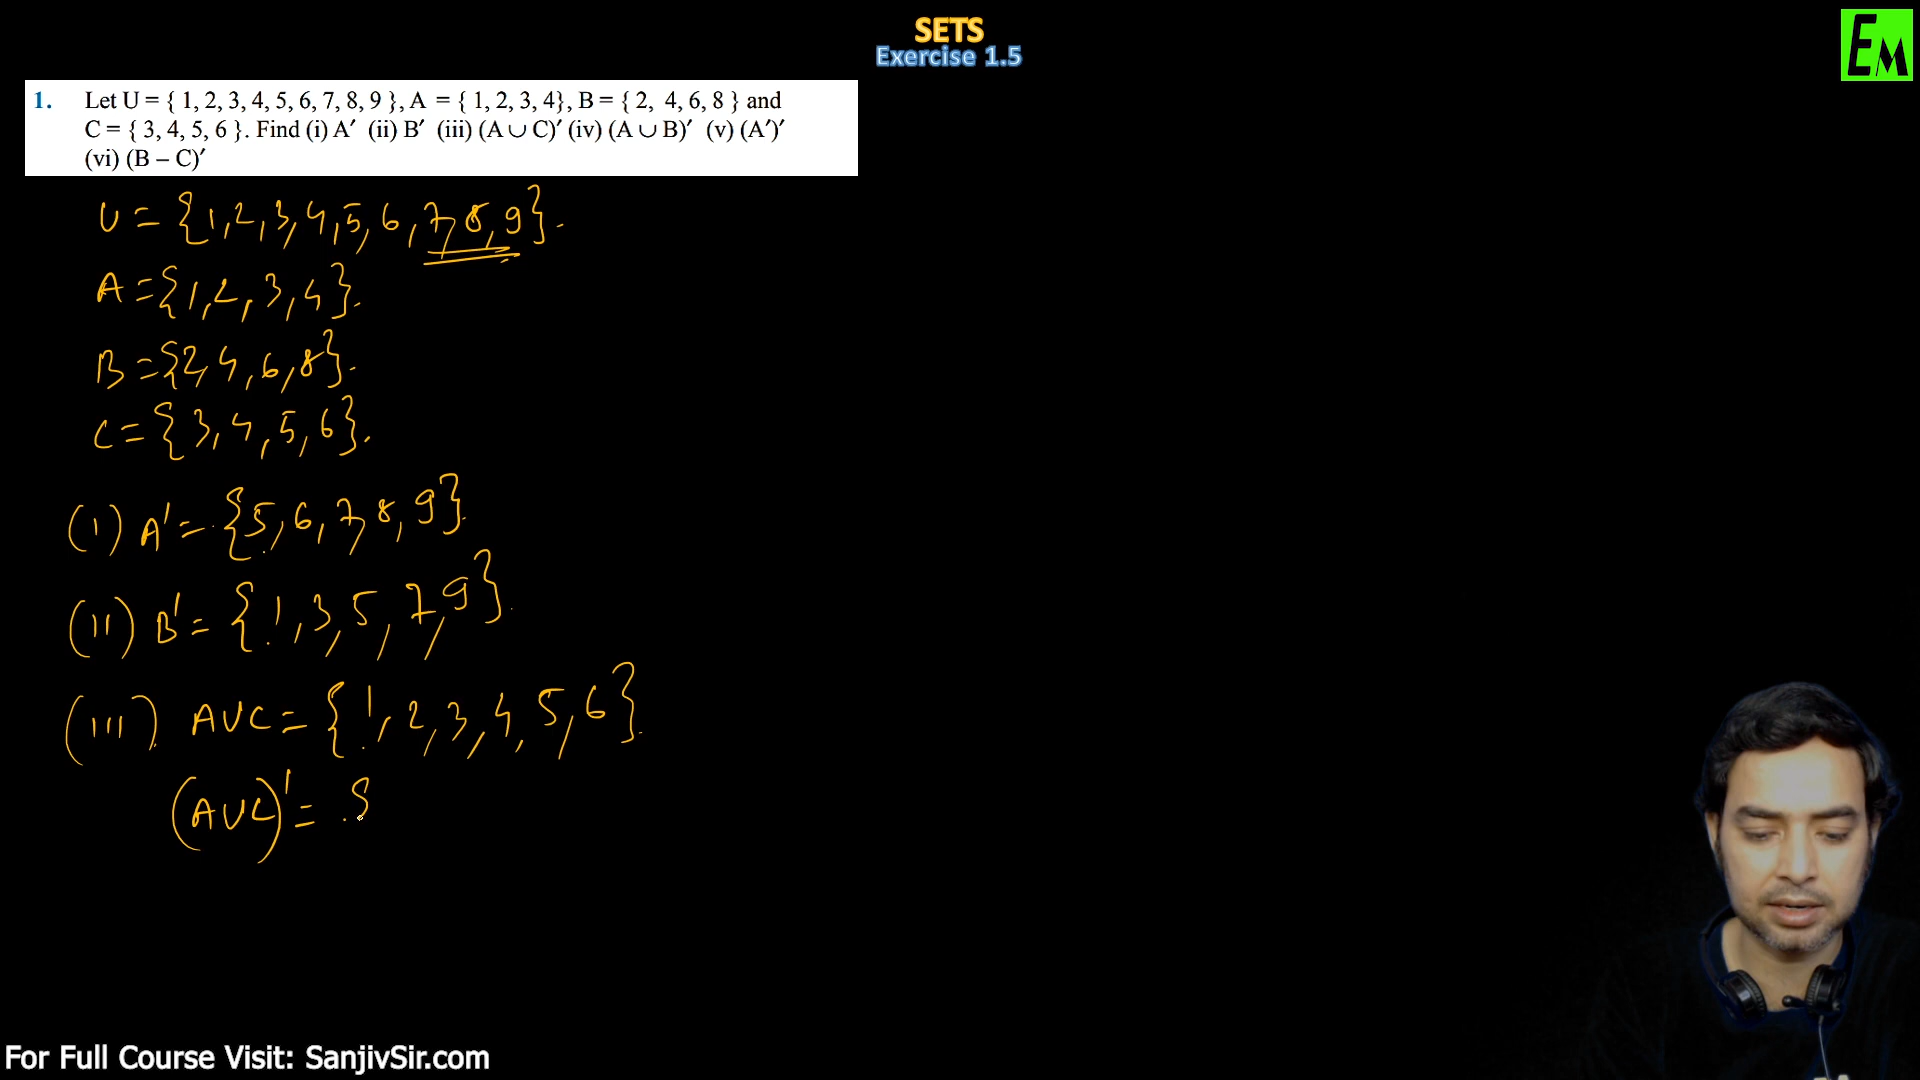 SETS
Exercise 1.5
EM
1. Let U = { 1, 2, 3, 4, 5, 6, 7, 8, 9 }, A = { 1, 2, 3, 4}, B = { 2, 4, 6, 8 } and
C = { 3, 4, 5, 6 }. Find (i) A′ (ii) B′ (iii) (A ∪ C)′ (iv) (A ∪ B)′ (v) (A′)′
(vi) (B – C)′
U = {1,2,3,4,5,6,7,8,9}.
A = {1,2,3,4}.
B = {2,4,6,8}.
C = {3,4,5,6}.
(i) A' = {5,6,7,8,9}.
(ii) B' = {1,3,5,7,9}.
(iii) A∪C = {1,2,3,4,5,6}.
(A∪C)' =
For Full Course Visit: SanjivSir.com